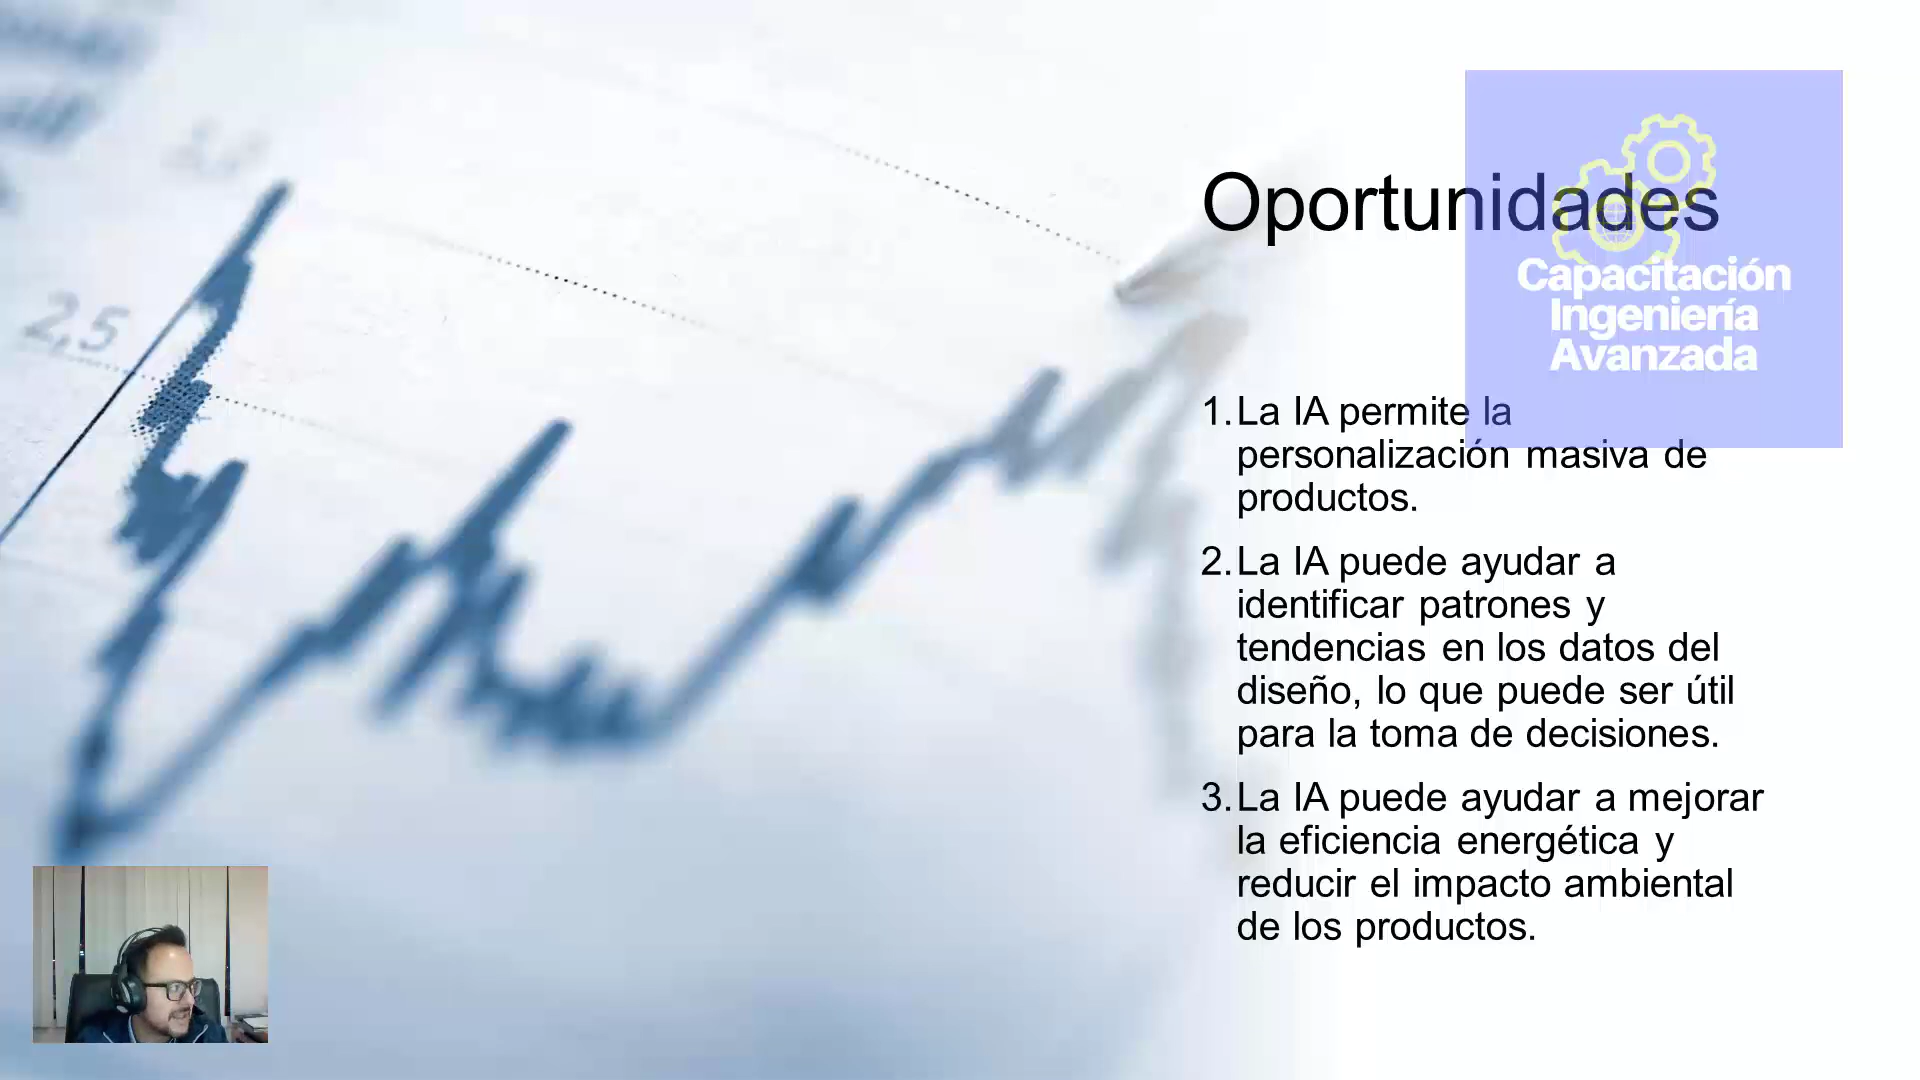 2,5
Oportunidades
Capacitación
Ingeniería
Avanzada
1. La IA permite la
personalización masiva de
productos.
2. La IA puede ayudar a
identificar patrones y
tendencias en los datos del
diseño, lo que puede ser útil
para la toma de decisiones.
3. La IA puede ayudar a mejorar
la eficiencia energética y
reducir el impacto ambiental
de los productos.